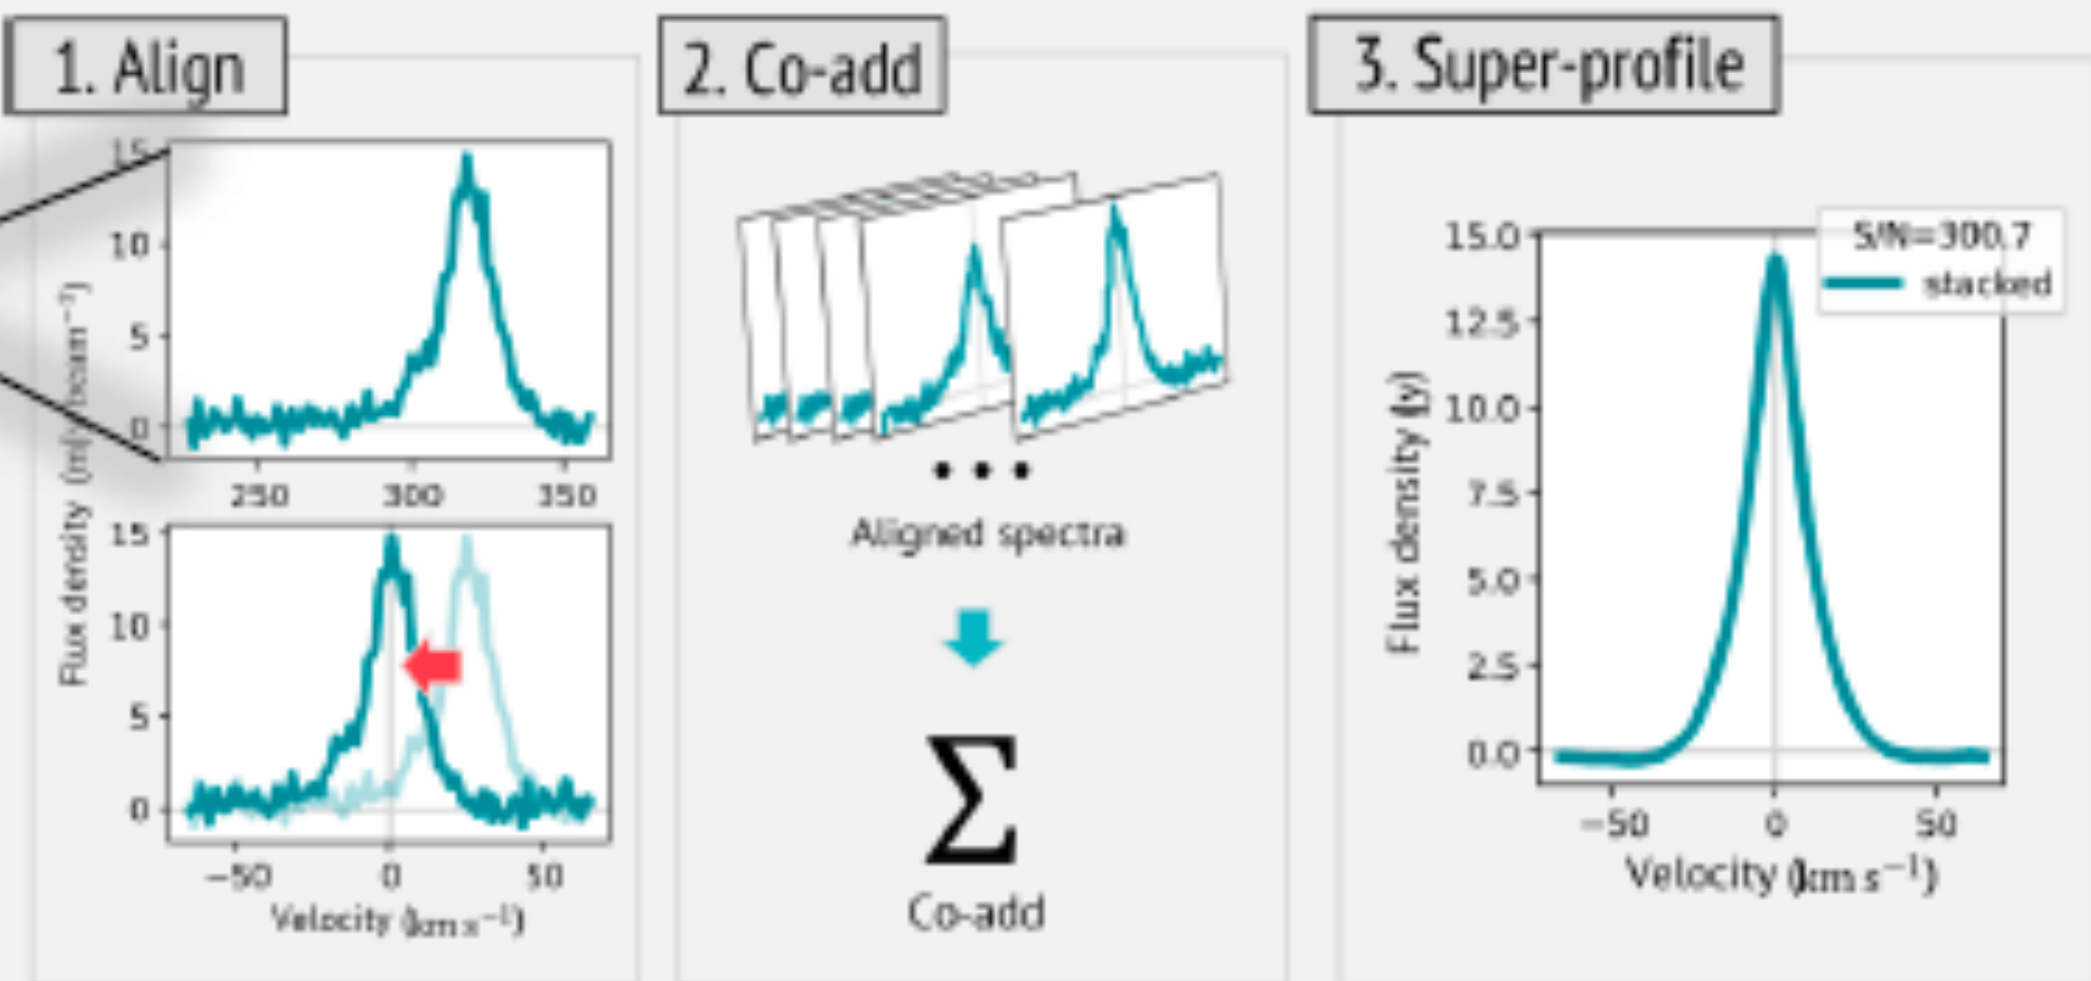 1. Align
15
10
5
0
250 300 350
15
10
5
0
−50 0 50
Flux density
Velocity
2. Co-add
Aligned spectra
Σ
Co-add
3. Super-profile
S/N=300.7
stacked
15.0
12.5
10.0
7.5
5.0
2.5
0.0
−50 0 50
Flux density (Jy)
Velocity (km s⁻¹)